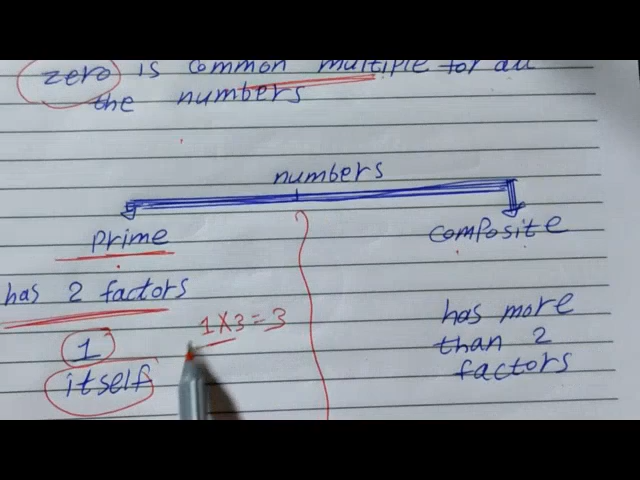 zero is common multiple for all
the numbers
numbers
Prime
composite
has 2 factors
1
itself
1x3=3
has more
than 2
factors